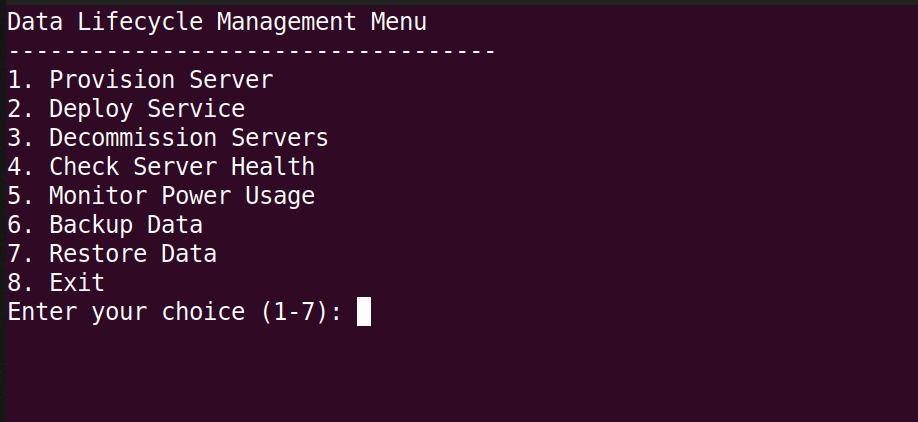 Data Lifecycle Management Menu
-----------------------------------
1. Provision Server
2. Deploy Service
3. Decommission Servers
4. Check Server Health
5. Monitor Power Usage
6. Backup Data
7. Restore Data
8. Exit
Enter your choice (1-7):